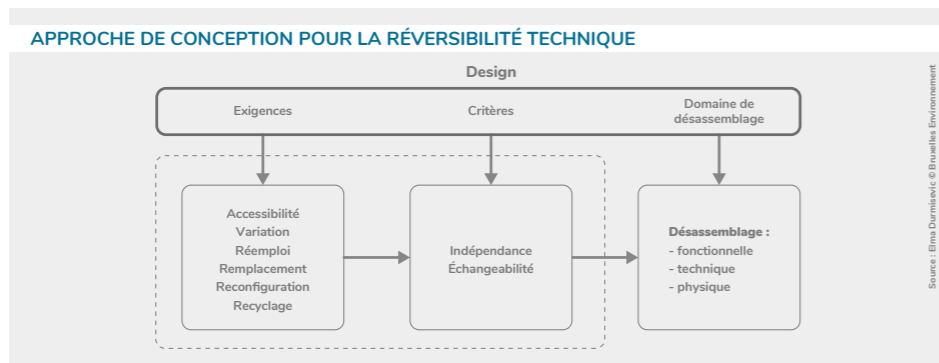 APPROCHE DE CONCEPTION POUR LA RÉVERSIBILITÉ TECHNIQUE
Design
Exigences
Critères
Domaine de
désassemblage
Accessibilité
Variation
Réemploi
Remplacement
Reconfiguration
Recyclage
Indépendance
Échangeabilité
Désassemblage :
- fonctionnelle
- technique
- physique
Source : Elma Durmisevic © Bruxelles Environnement